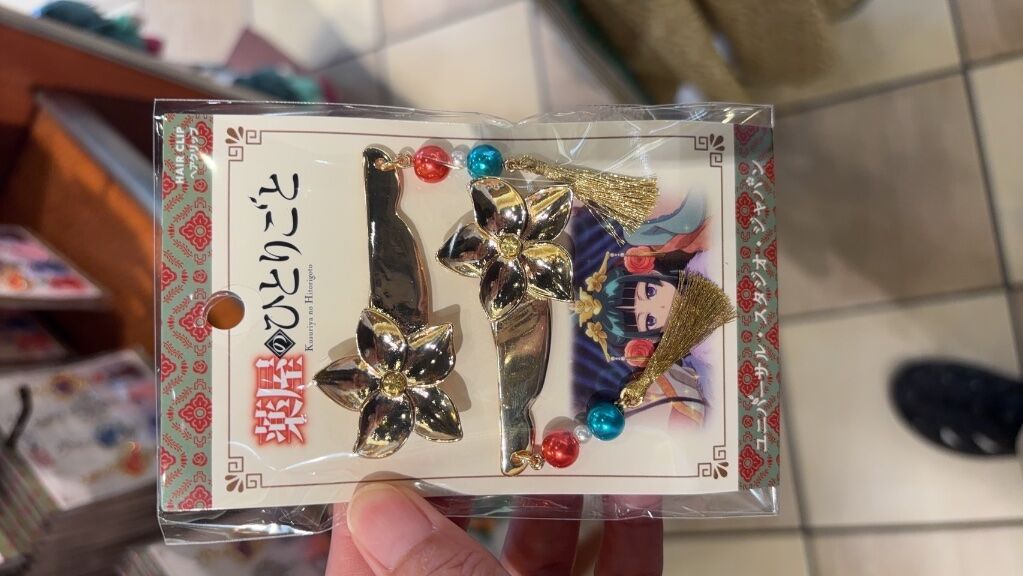 HAIR CLIP
ヘアクリップ
薬屋のひとりごと
Kusuriya no Hitorigoto
ユニバーサル・スタジオ・ジャパン